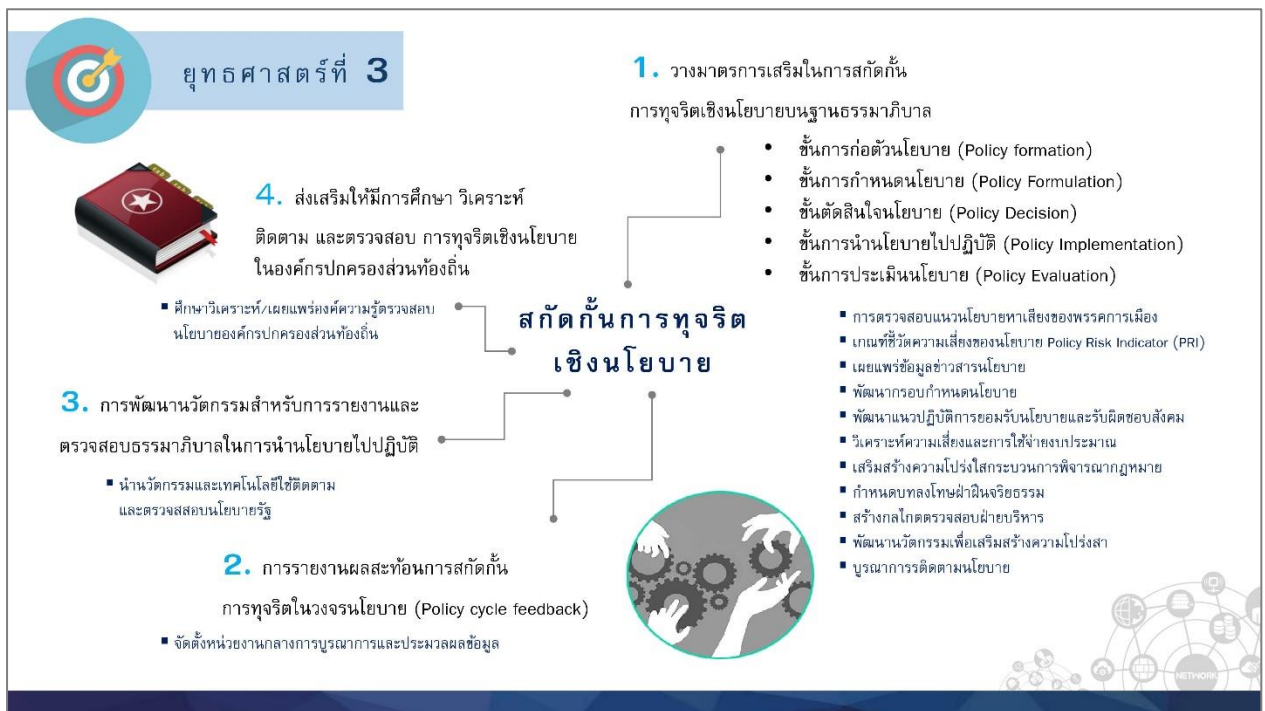 ยุทธศาสตร์ที่ 3
1. วางมาตรการเสริมในการสกัดกั้น
การทุจริตเชิงนโยบายบนฐานธรรมาภิบาล
• ขั้นการก่อตัวนโยบาย (Policy formation)
• ขั้นการกำหนดนโยบาย (Policy Formulation)
• ขั้นตัดสินใจนโยบาย (Policy Decision)
• ขั้นการนำนโยบายไปปฏิบัติ (Policy Implementation)
• ขั้นการประเมินนโยบาย (Policy Evaluation)
▪ การตรวจสอบแนวนโยบายหาเสียงของพรรคการเมือง
▪ เกณฑ์ชี้วัดความเสี่ยงของนโยบาย Policy Risk Indicator (PRI)
▪ เผยแพร่ข้อมูลข่าวสารนโยบาย
▪ พัฒนากรอบกำหนดนโยบาย
▪ พัฒนาแนวปฏิบัติการยอมรับนโยบายและรับผิดชอบสังคม
▪ วิเคราะห์ความเสี่ยงและการใช้จ่ายงบประมาณ
▪ เสริมสร้างความโปร่งใสกระบวนการพิจารณากฎหมาย
▪ กำหนดบทลงโทษฝ่าฝืนจริยธรรม
▪ สร้างกลไกตรวจสอบฝ่ายบริหาร
▪ พัฒนานวัตกรรมเพื่อเสริมสร้างความโปร่งสา
▪ บูรณาการรติดตามนโยบาย
สกัดกั้นการทุจริต
เชิงนโยบาย
4. ส่งเสริมให้มีการศึกษา วิเคราะห์
ติดตาม และตรวจสอบ การทุจริตเชิงนโยบาย
ในองค์กรปกครองส่วนท้องถิ่น
▪ ศึกษาวิเคราะห์/เผยแพร่องค์ความรู้ตรวจสอบ
นโยบายองค์กรปกครองส่วนท้องถิ่น
3. การพัฒนานวัตกรรมสำหรับการรายงานและ
ตรวจสอบธรรมาภิบาลในการนำนโยบายไปปฏิบัติ
▪ นำนวัตกรรมและเทคโนโลยีใช้ติดตาม
และตรวจสสอบนโยบายรัฐ
2. การรายงานผลสะท้อนการสกัดกั้น
การทุจริตในวงจรนโยบาย (Policy cycle feedback)
▪ จัดตั้งหน่วยงานกลางการบูรณาการและประมวลผลข้อมูล
NETWORK